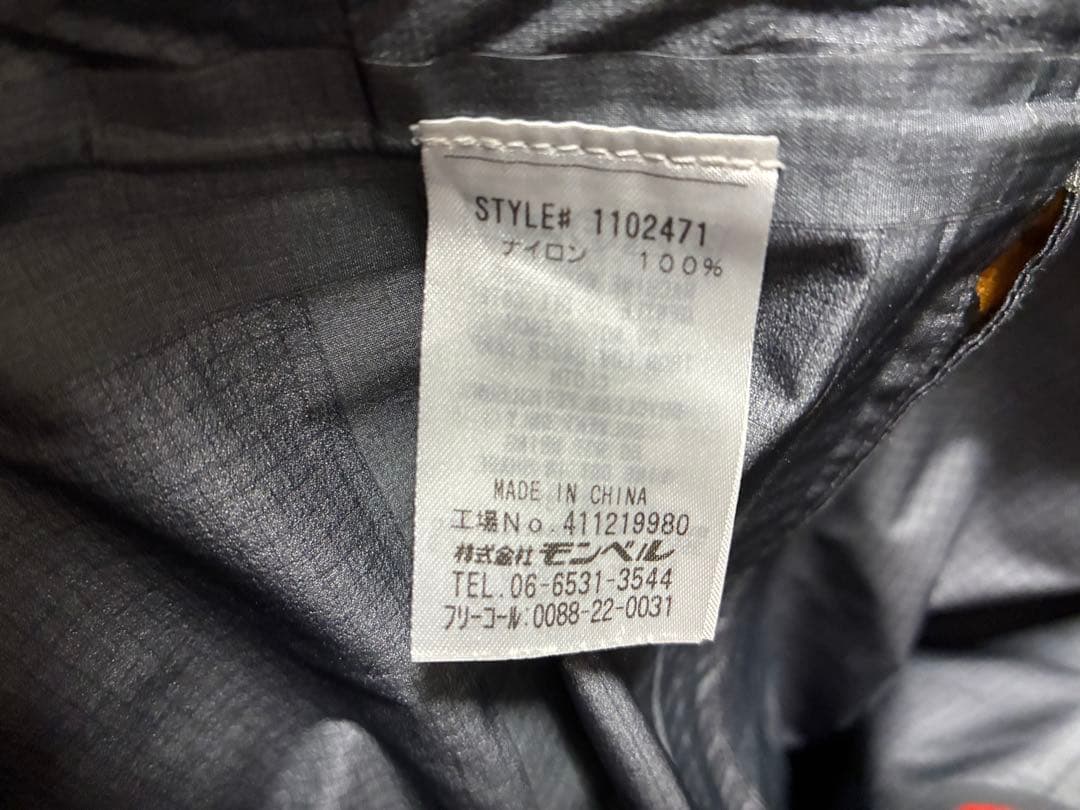 STYLE# 1102471
ナイロン 100%
MADE IN CHINA
工場No.411219980
株式会社 モンベル
TEL.06-6531-3544
フリーコール:0088-22-0031